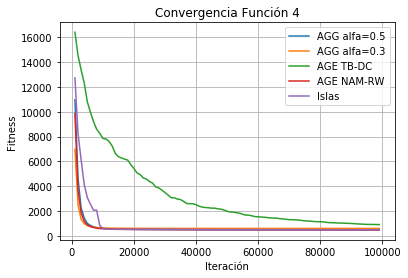 Convergencia Función 4
Fitness
16000
14000
12000
10000
8000
6000
4000
2000
0
AGG alfa=0.5
AGG alfa=0.3
AGE TB-DC
AGE NAM-RW
Islas
0 20000 40000 60000 80000 100000
Iteración